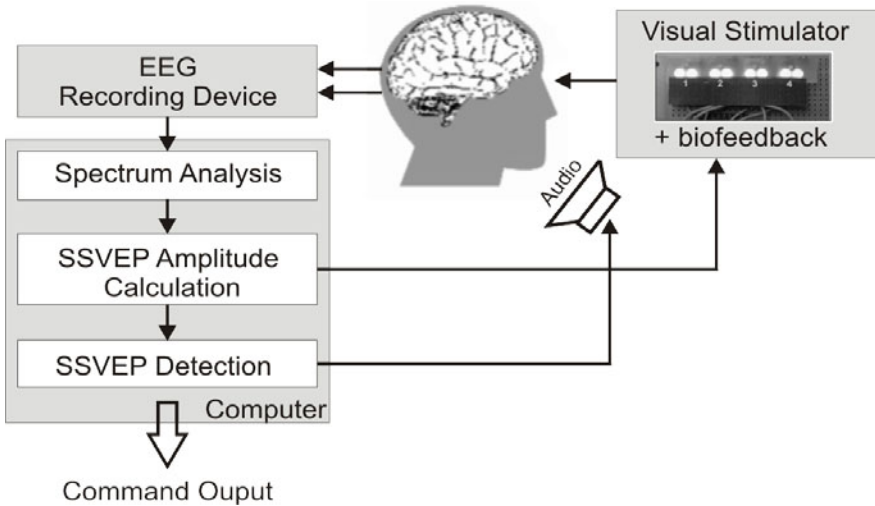 EEG
Recording Device
Visual Stimulator
1 2 3 4
+ biofeedback
Spectrum Analysis
Audio
SSVEP Amplitude
Calculation
SSVEP Detection
Computer
Command Ouput